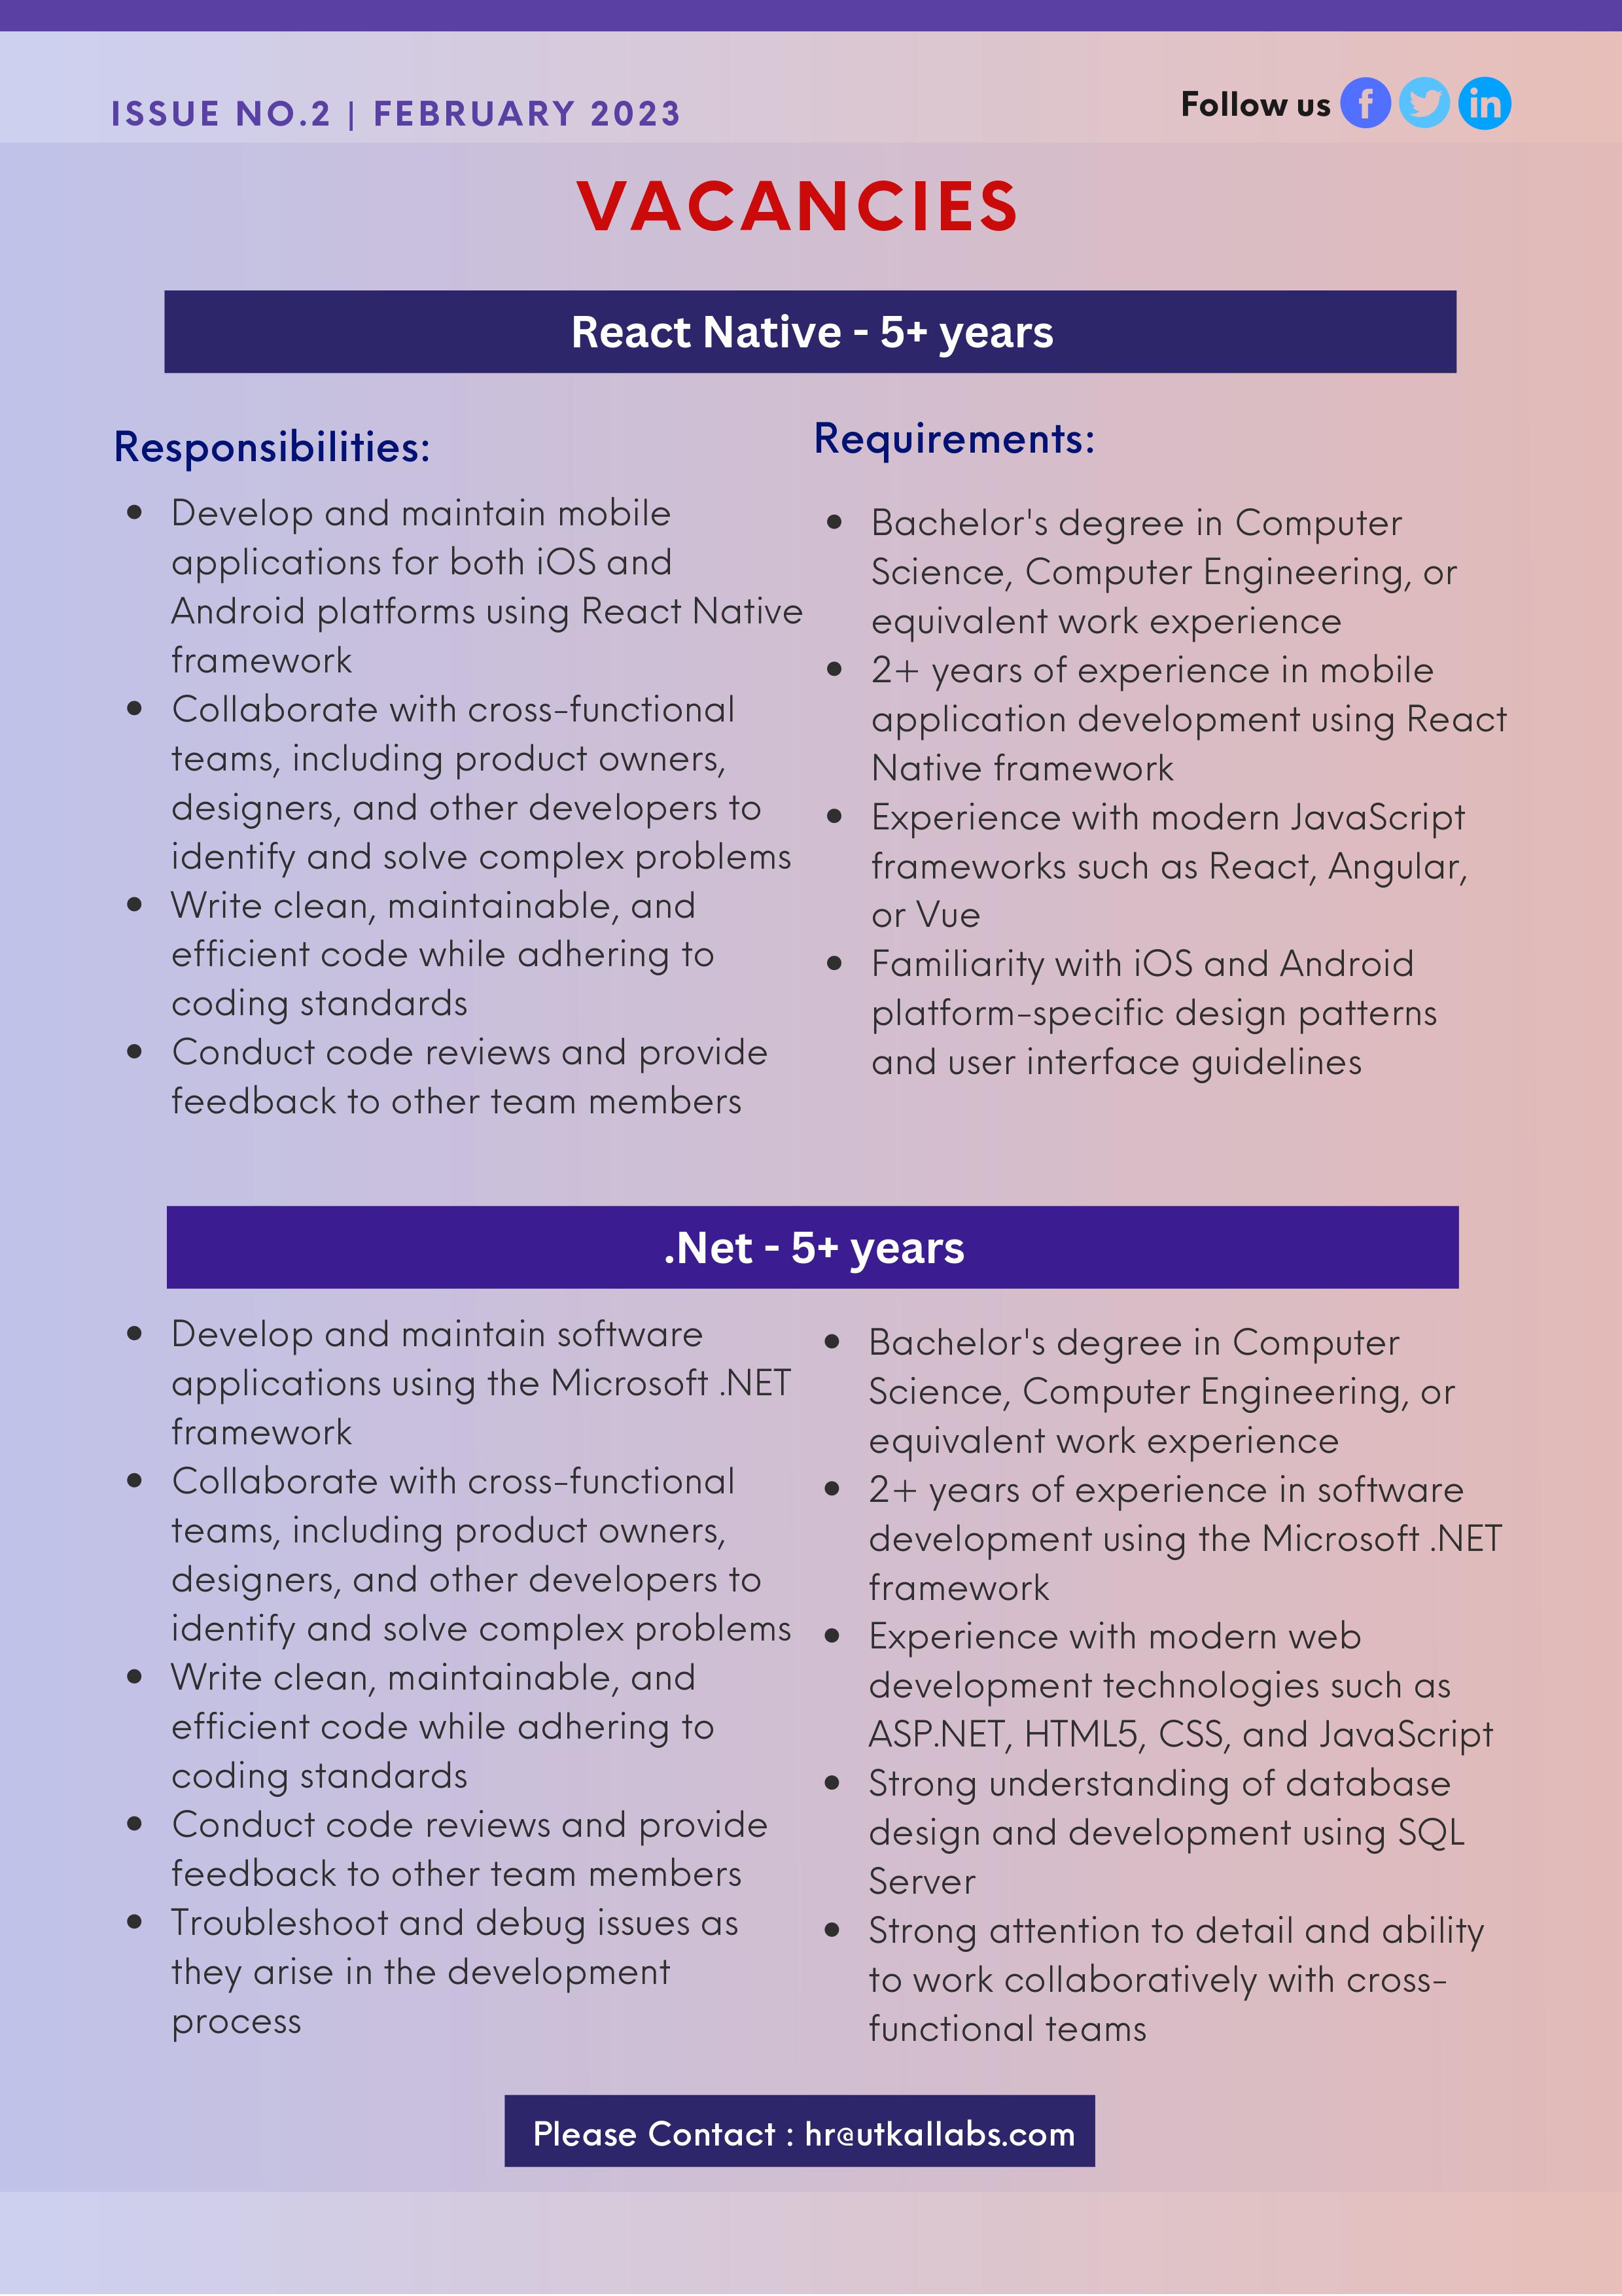 ISSUE NO.2 | FEBRUARY 2023
Follow us
VACANCIES
React Native - 5+ years
Responsibilities:
• Develop and maintain mobile
applications for both iOS and
Android platforms using React Native
framework
• Collaborate with cross-functional
teams, including product owners,
designers, and other developers to
identify and solve complex problems
• Write clean, maintainable, and
efficient code while adhering to
coding standards
• Conduct code reviews and provide
feedback to other team members
Requirements:
• Bachelor's degree in Computer
Science, Computer Engineering, or
equivalent work experience
• 2+ years of experience in mobile
application development using React
Native framework
• Experience with modern JavaScript
frameworks such as React, Angular,
or Vue
• Familiarity with iOS and Android
platform-specific design patterns
and user interface guidelines
.Net - 5+ years
• Develop and maintain software
applications using the Microsoft .NET
framework
• Collaborate with cross-functional
teams, including product owners,
designers, and other developers to
identify and solve complex problems
• Write clean, maintainable, and
efficient code while adhering to
coding standards
• Conduct code reviews and provide
feedback to other team members
• Troubleshoot and debug issues as
they arise in the development
process
• Bachelor's degree in Computer
Science, Computer Engineering, or
equivalent work experience
• 2+ years of experience in software
development using the Microsoft .NET
framework
• Experience with modern web
development technologies such as
ASP.NET, HTML5, CSS, and JavaScript
• Strong understanding of database
design and development using SQL
Server
• Strong attention to detail and ability
to work collaboratively with cross-
functional teams
Please Contact : hr@utkallabs.com